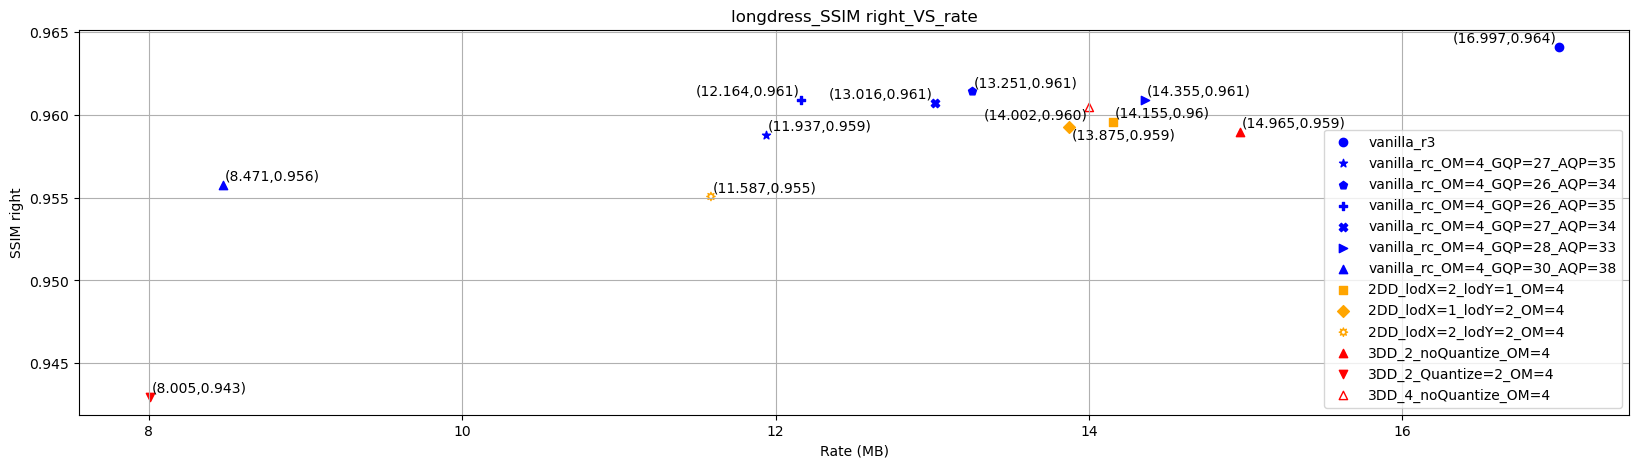 longdress_SSIM right_VS_rate
SSIM right
0.965
0.960
0.955
0.950
0.945
(16.997,0.964)
(12.164,0.961)
(13.016,0.961)
(13.251,0.961)
(14.355,0.961)
(14.002,0.960)
(14.155,0.96)
(11.937,0.959)
(13.875,0.959)
(14.965,0.959)
(8.471,0.956)
(11.587,0.955)
(8.005,0.943)
vanilla_r3
vanilla_rc_OM=4_GQP=27_AQP=35
vanilla_rc_OM=4_GQP=26_AQP=34
vanilla_rc_OM=4_GQP=26_AQP=35
vanilla_rc_OM=4_GQP=27_AQP=34
vanilla_rc_OM=4_GQP=28_AQP=33
vanilla_rc_OM=4_GQP=30_AQP=38
2DD_lodX=2_lodY=1_OM=4
2DD_lodX=1_lodY=2_OM=4
2DD_lodX=2_lodY=2_OM=4
3DD_2_noQuantize_OM=4
3DD_2_Quantize=2_OM=4
3DD_4_noQuantize_OM=4
8
10
12
14
16
Rate (MB)